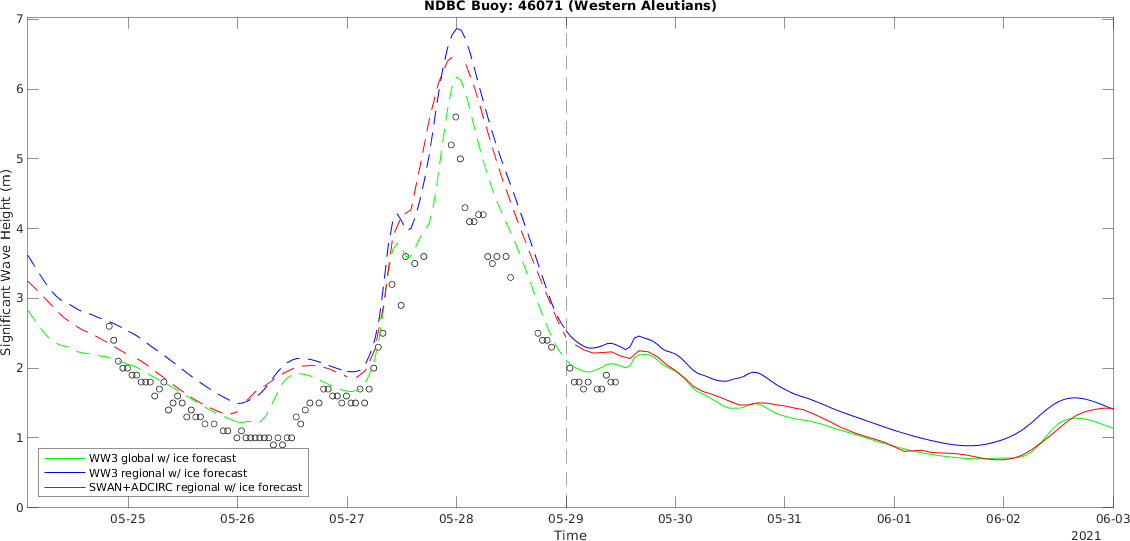 NDBC Buoy: 46071 (Western Aleutians)
7
6
5
4
3
2
1
0
Significant Wave Height (m)
WW3 global w/ ice forecast
WW3 regional w/ ice forecast
SWAN+ADCIRC regional w/ ice forecast
05-25 05-26 05-27 05-28 05-29 05-30 05-31 06-01 06-02 06-03
Time
2021